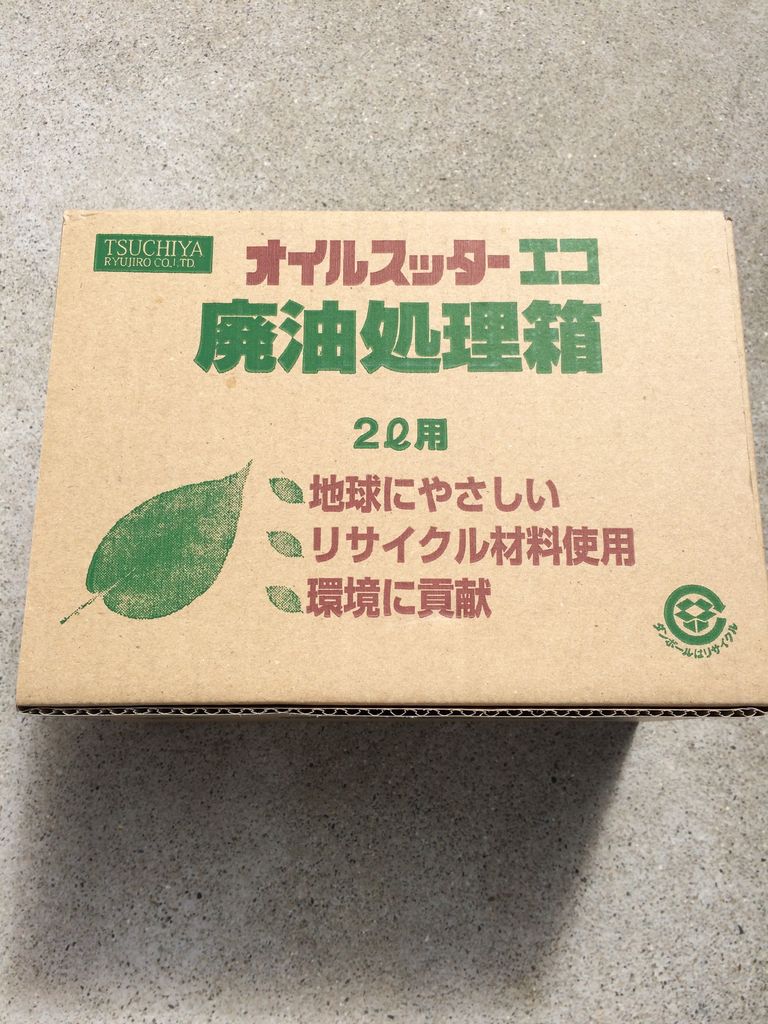 TSUCHIYA
RYUJIRO CO.,LTD.
オイルスッターエコ
廃油処理箱
2ℓ用
地球にやさしい
リサイクル材料使用
環境に貢献
ダンボールはリサイクル